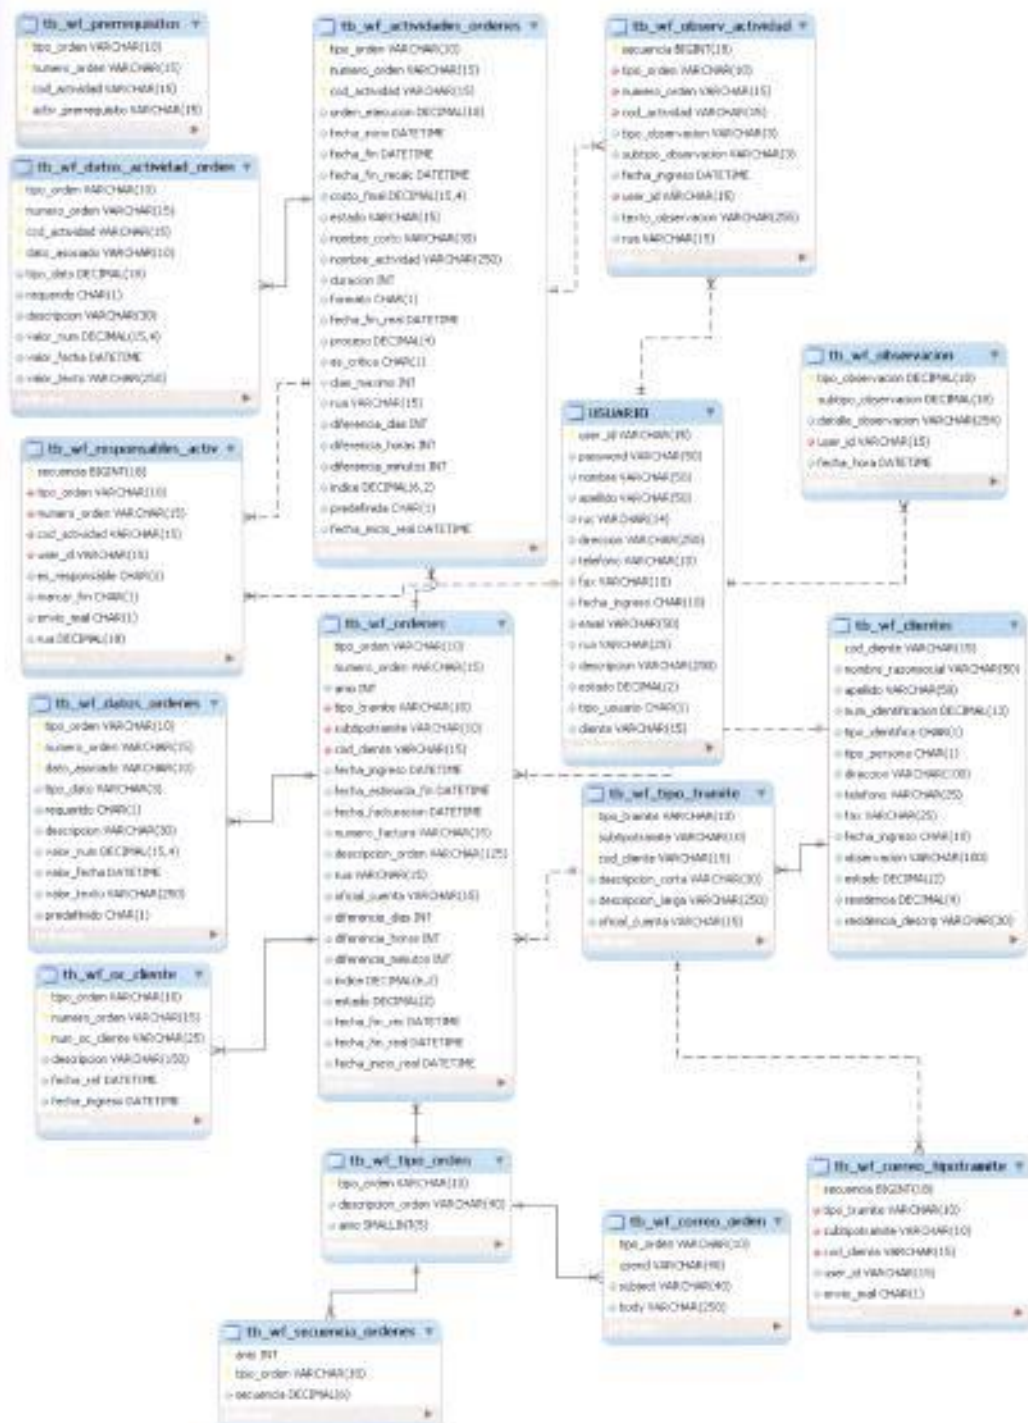 tb_wf_prerrequisitos
tipo_orden VARCHAR(10)
numero_orden VARCHAR(15)
cod_actividad VARCHAR(15)
activ_prerrequisito VARCHAR(15)
tb_wf_datos_actividad_orden
tipo_orden VARCHAR(10)
numero_orden VARCHAR(15)
cod_actividad VARCHAR(15)
dato_asociado VARCHAR(10)
tipo_dato DECIMAL(18)
requerido CHAR(1)
descripcion VARCHAR(30)
valor_num DECIMAL(15,4)
valor_fecha DATETIME
valor_texto VARCHAR(250)
tb_wf_responsables_activ
secuencia BIGINT(18)
tipo_orden VARCHAR(10)
numero_orden VARCHAR(15)
cod_actividad VARCHAR(15)
user_id VARCHAR(15)
es_responsable CHAR(1)
marcar_fin CHAR(1)
envio_mail CHAR(1)
rua DECIMAL(18)
tb_wf_datos_ordenes
tipo_orden VARCHAR(10)
numero_orden VARCHAR(15)
dato_asociado VARCHAR(10)
tipo_dato VARCHAR(3)
requerido CHAR(1)
descripcion VARCHAR(30)
valor_num DECIMAL(15,4)
valor_fecha DATETIME
valor_texto VARCHAR(250)
predefinido CHAR(1)
tb_wf_oc_cliente
tipo_orden VARCHAR(10)
numero_orden VARCHAR(15)
num_oc_cliente VARCHAR(25)
descripcion VARCHAR(150)
fecha_ref DATETIME
fecha_ingreso DATETIME
tb_wf_actividades_ordenes
tipo_orden VARCHAR(10)
numero_orden VARCHAR(15)
cod_actividad VARCHAR(15)
orden_ejecucion DECIMAL(18)
fecha_inicio DATETIME
fecha_fin DATETIME
fecha_fin_recalc DATETIME
costo_final DECIMAL(15,4)
estado VARCHAR(15)
nombre_corto VARCHAR(30)
nombre_actividad VARCHAR(250)
duracion INT
formato CHAR(1)
fecha_fin_real DATETIME
proceso DECIMAL(4)
es_critica CHAR(1)
dias_maximo INT
rua VARCHAR(15)
diferencia_dias INT
diferencia_horas INT
diferencia_minutos INT
indice DECIMAL(6,2)
predefinida CHAR(1)
fecha_inicio_real DATETIME
tb_wf_ordenes
tipo_orden VARCHAR(10)
numero_orden VARCHAR(15)
anio INT
tipo_tramite VARCHAR(10)
subtipotramite VARCHAR(10)
cod_cliente VARCHAR(15)
fecha_ingreso DATETIME
fecha_estimada_fin DATETIME
fecha_facturacion DATETIME
numero_factura VARCHAR(15)
descripcion_orden VARCHAR(125)
rua VARCHAR(15)
oficial_cuenta VARCHAR(15)
diferencia_dias INT
diferencia_horas INT
diferencia_minutos INT
indice DECIMAL(6,2)
estado DECIMAL(2)
fecha_fin_rec DATETIME
fecha_fin_real DATETIME
fecha_inicio_real DATETIME
tb_wf_tipo_orden
tipo_orden VARCHAR(10)
descripcion_orden VARCHAR(40)
anio SMALLINT(5)
tb_wf_secuencia_ordenes
anio INT
tipo_orden VARCHAR(10)
secuencia DECIMAL(6)
tb_wf_observ_actividad
secuencia BIGINT(18)
tipo_orden VARCHAR(10)
numero_orden VARCHAR(15)
cod_actividad VARCHAR(15)
tipo_observacion VARCHAR(3)
subtipo_observacion VARCHAR(3)
fecha_ingreso DATETIME
user_id VARCHAR(15)
texto_observacion VARCHAR(255)
rua VARCHAR(15)
USUARIO
user_id VARCHAR(15)
password VARCHAR(50)
nombre VARCHAR(50)
apellido VARCHAR(50)
ruc VARCHAR(14)
direccion VARCHAR(250)
telefono VARCHAR(10)
fax VARCHAR(10)
fecha_ingreso CHAR(10)
email VARCHAR(50)
rua VARCHAR(25)
descripcion VARCHAR(250)
estado DECIMAL(2)
tipo_usuario CHAR(1)
cliente VARCHAR(15)
tb_wf_observacion
tipo_observacion DECIMAL(18)
subtipo_observacion DECIMAL(18)
detalle_observacion VARCHAR(254)
user_id VARCHAR(15)
fecha_hora DATETIME
tb_wf_clientes
cod_cliente VARCHAR(15)
nombre_razonsocial VARCHAR(50)
apellido VARCHAR(50)
num_identificacion DECIMAL(13)
tipo_identifica CHAR(1)
tipo_persona CHAR(1)
direccion VARCHAR(100)
telefono VARCHAR(25)
fax VARCHAR(25)
fecha_ingreso CHAR(10)
observacion VARCHAR(100)
estado DECIMAL(2)
residencia DECIMAL(4)
residencia_descrip VARCHAR(30)
tb_wf_tipo_tramite
tipo_tramite VARCHAR(10)
subtipotramite VARCHAR(10)
cod_cliente VARCHAR(15)
descripcion_corta VARCHAR(30)
descripcion_larga VARCHAR(250)
oficial_cuenta VARCHAR(15)
tb_wf_correo_orden
tipo_orden VARCHAR(10)
subject VARCHAR(40)
body VARCHAR(250)
tb_wf_correo_tipotramite
secuencia BIGINT(18)
tipo_tramite VARCHAR(10)
subtipotramite VARCHAR(10)
cod_cliente VARCHAR(15)
user_id VARCHAR(15)
envio_mail CHAR(1)